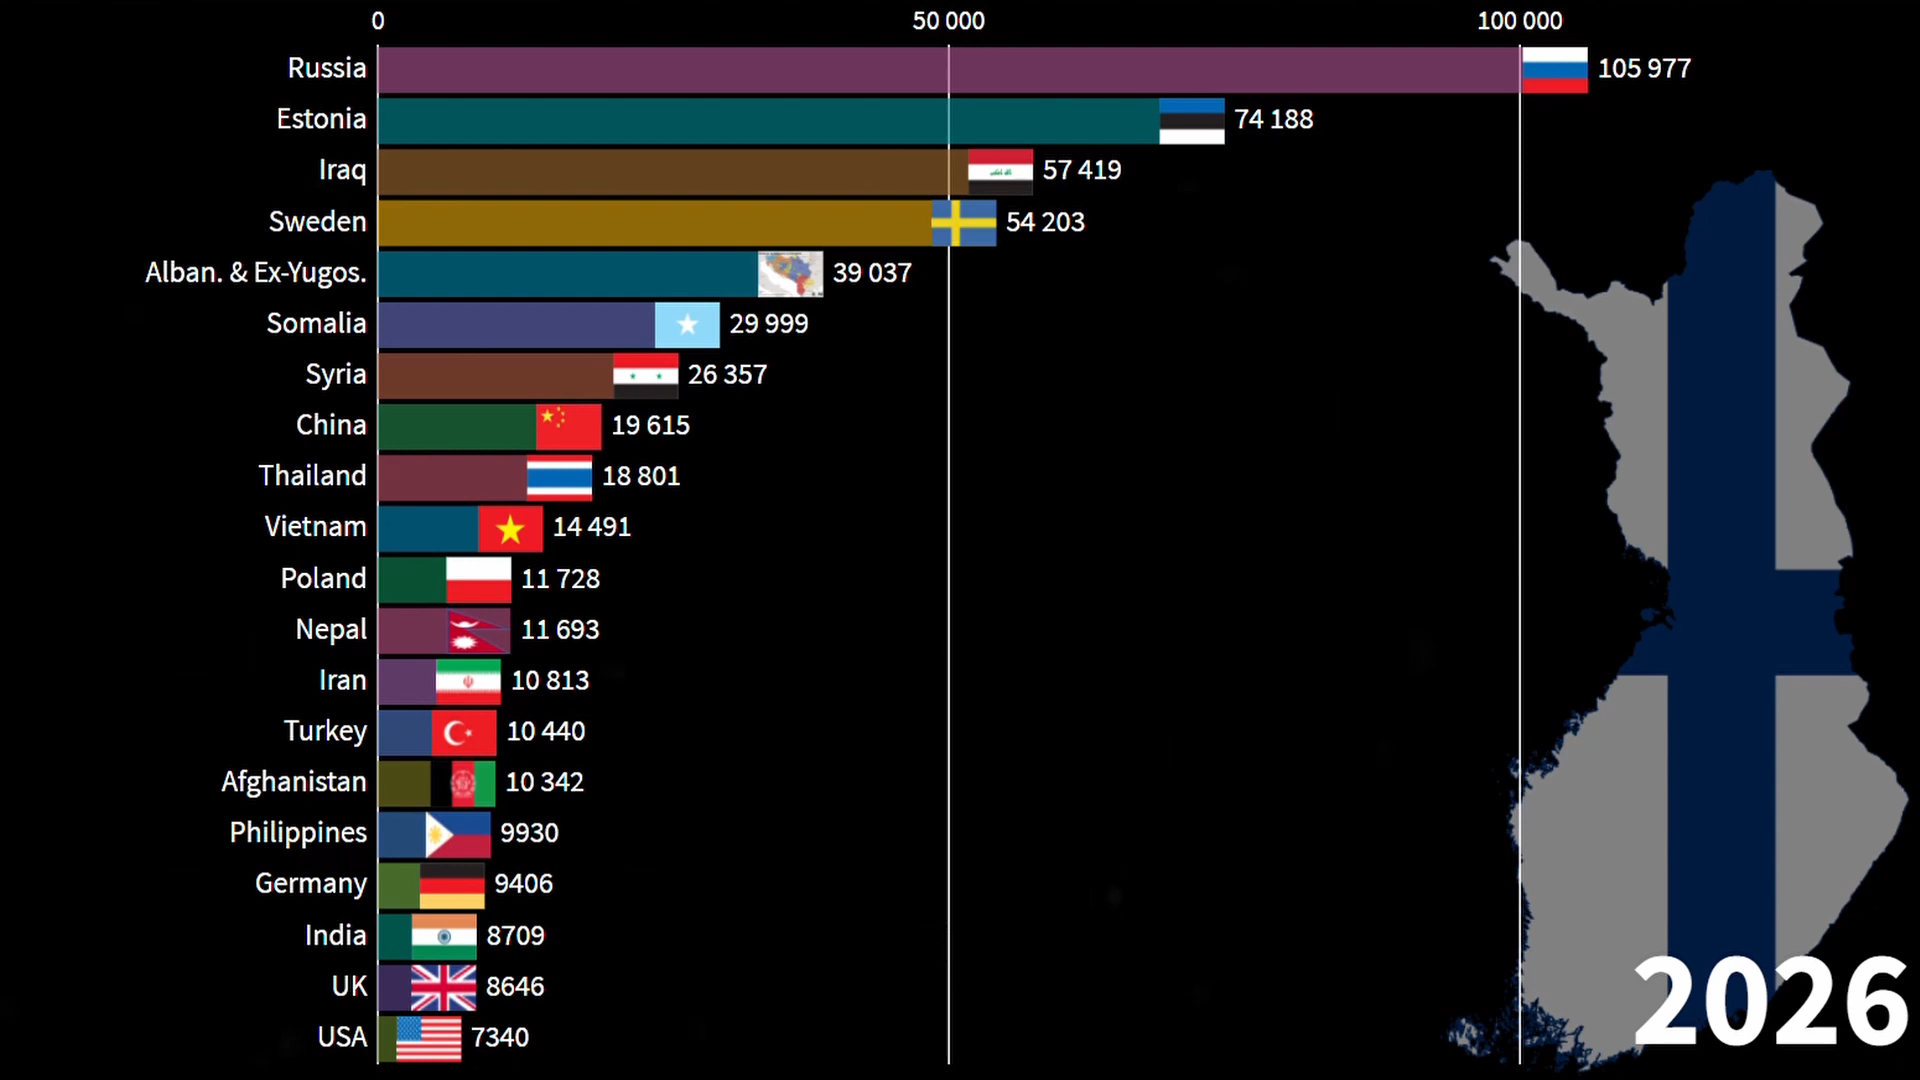 0 50 000 100 000
Russia 105 977
Estonia 74 188
Iraq 57 419
Sweden 54 203
Alban. & Ex-Yugos. 39 037
Somalia 29 999
Syria 26 357
China 19 615
Thailand 18 801
Vietnam 14 491
Poland 11 728
Nepal 11 693
Iran 10 813
Turkey 10 440
Afghanistan 10 342
Philippines 9930
Germany 9406
India 8709
UK 8646
USA 7340
2026